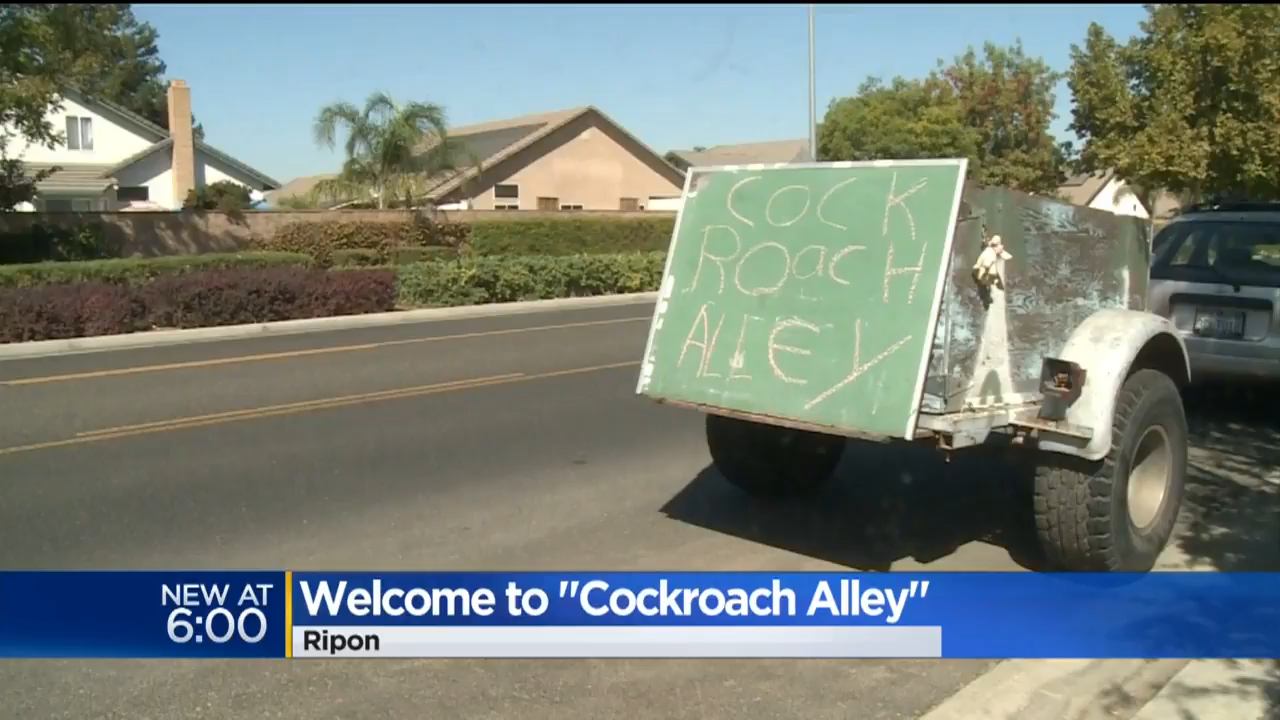 COCK
ROacH
ALLEY
NEW AT
6:00
Welcome to "Cockroach Alley"
Ripon